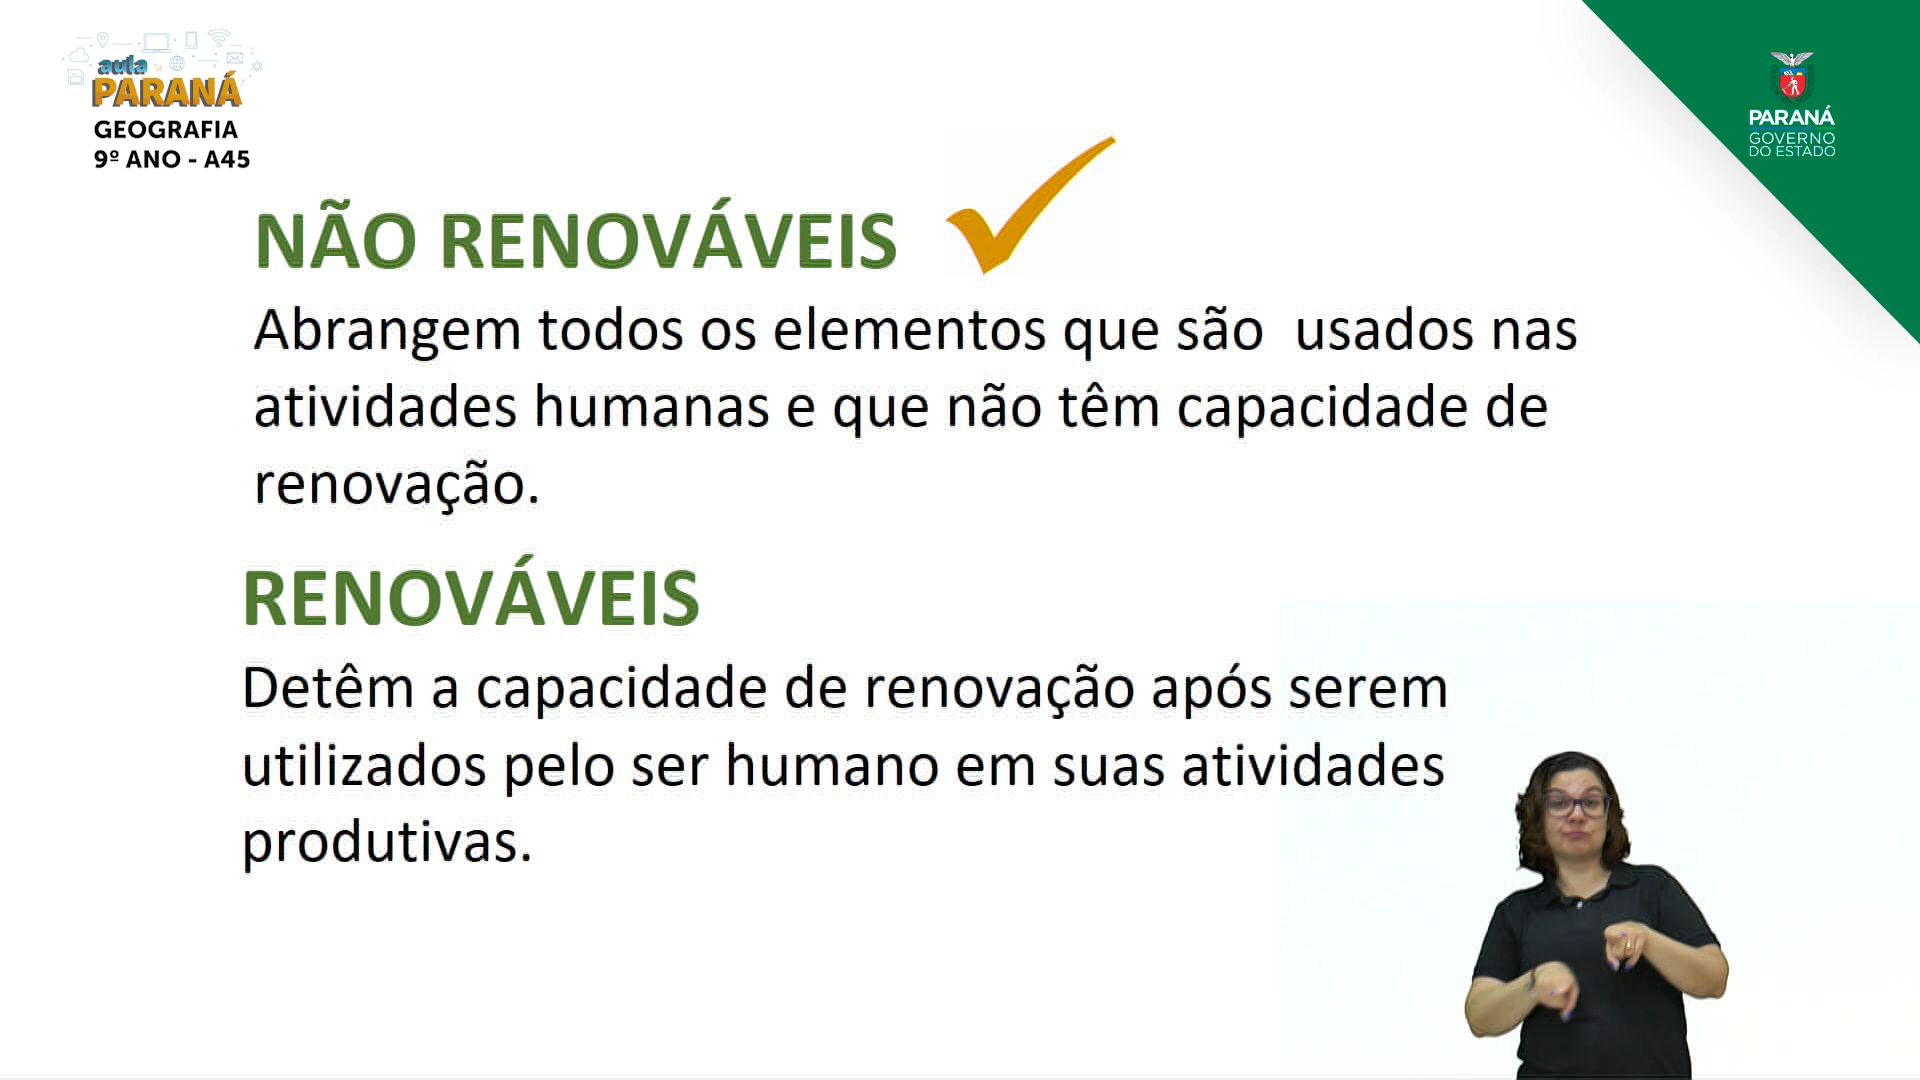 aula
PARANÁ
GEOGRAFIA
9º ANO - A45
PARANÁ
GOVERNO
DO ESTADO
NÃO RENOVÁVEIS
Abrangem todos os elementos que são  usados nas
atividades humanas e que não têm capacidade de
renovação.
RENOVÁVEIS
Detêm a capacidade de renovação após serem
utilizados pelo ser humano em suas atividades
produtivas.